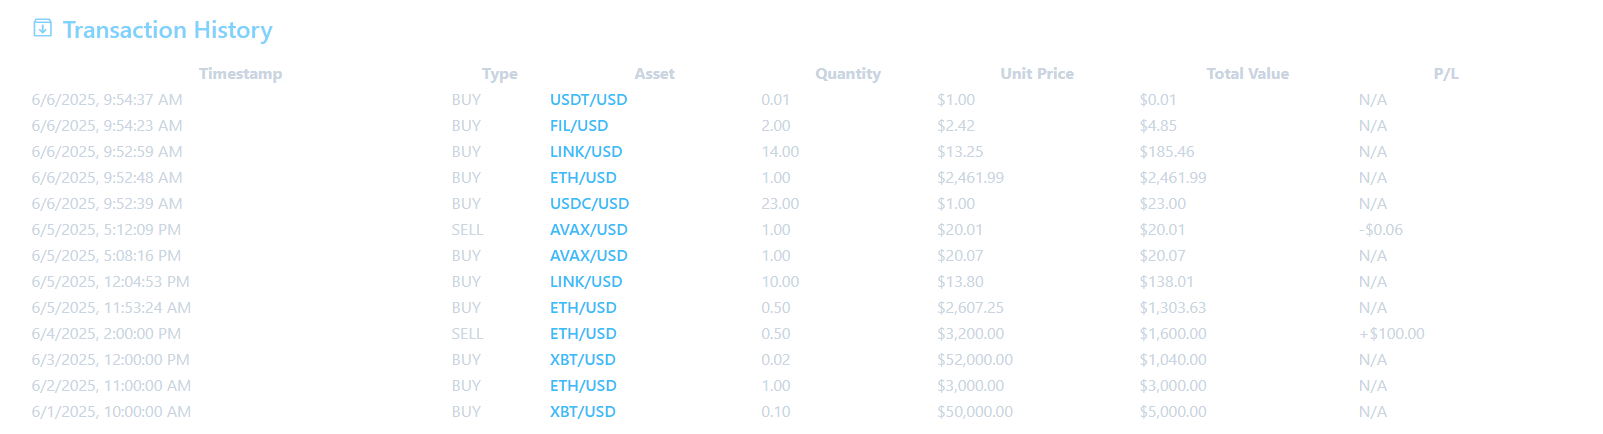 Transaction History
Timestamp Type Asset Quantity Unit Price Total Value P/L
6/6/2025, 9:54:37 AM BUY USDT/USD 0.01 $1.00 $0.01 N/A
6/6/2025, 9:54:23 AM BUY FIL/USD 2.00 $2.42 $4.85 N/A
6/6/2025, 9:52:59 AM BUY LINK/USD 14.00 $13.25 $185.46 N/A
6/6/2025, 9:52:48 AM BUY ETH/USD 1.00 $2,461.99 $2,461.99 N/A
6/6/2025, 9:52:39 AM BUY USDC/USD 23.00 $1.00 $23.00 N/A
6/5/2025, 5:12:09 PM SELL AVAX/USD 1.00 $20.01 $20.01 -$0.06
6/5/2025, 5:08:16 PM BUY AVAX/USD 1.00 $20.07 $20.07 N/A
6/5/2025, 12:04:53 PM BUY LINK/USD 10.00 $13.80 $138.01 N/A
6/5/2025, 11:53:24 AM BUY ETH/USD 0.50 $2,607.25 $1,303.63 N/A
6/4/2025, 2:00:00 PM SELL ETH/USD 0.50 $3,200.00 $1,600.00 +$100.00
6/3/2025, 12:00:00 PM BUY XBT/USD 0.02 $52,000.00 $1,040.00 N/A
6/2/2025, 11:00:00 AM BUY ETH/USD 1.00 $3,000.00 $3,000.00 N/A
6/1/2025, 10:00:00 AM BUY XBT/USD 0.10 $50,000.00 $5,000.00 N/A